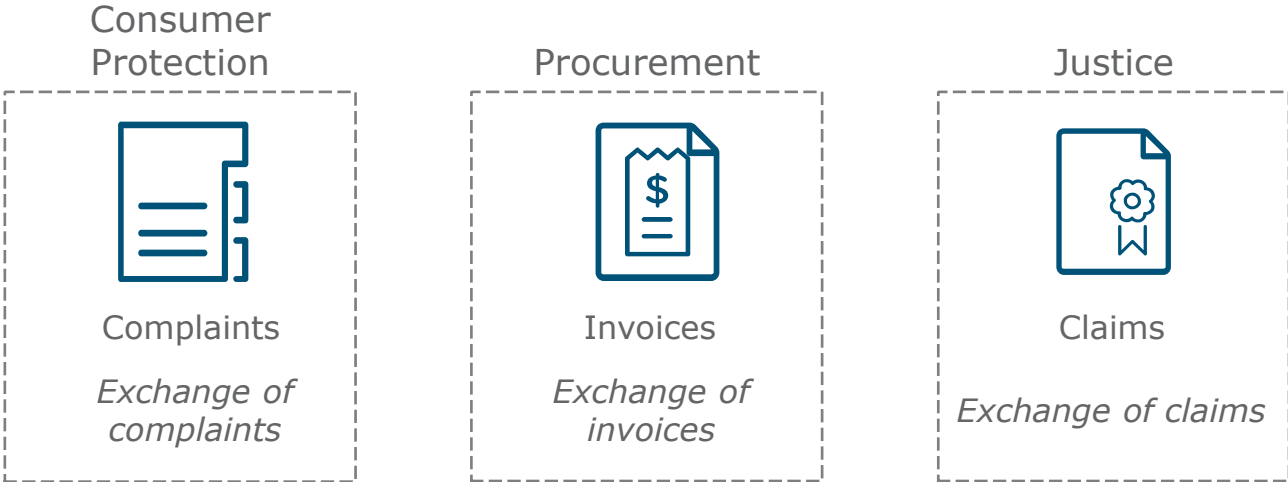 Consumer
Protection
Complaints
Exchange of
complaints
Procurement
$
Invoices
Exchange of
invoices
Justice
Claims
Exchange of claims